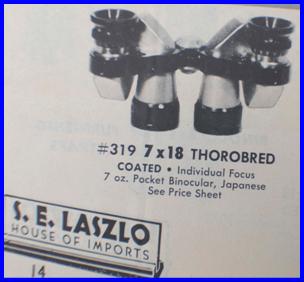 #319 7x18 THOROBRED
COATED • Individual Focus
7 oz. Pocket Binocular, Japanese
See Price Sheet
S. E. LASZLO
HOUSE OF IMPORTS
14